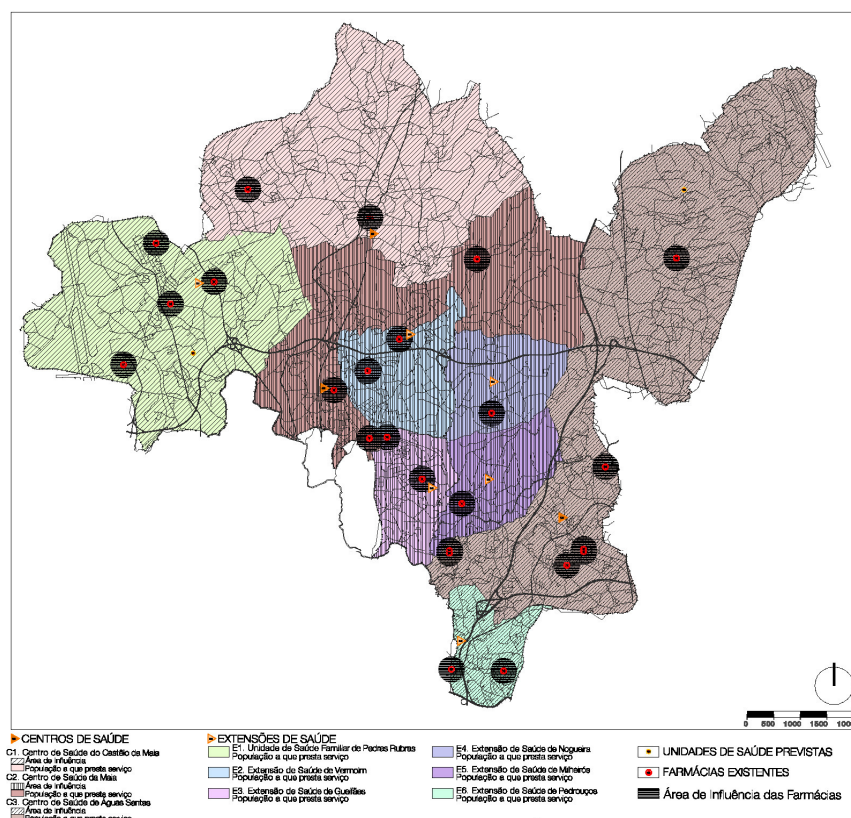 0 500 1000 1500 1000
CENTROS DE SAÚDE
C1. Centro de Saúde do Castêlo da Maia
Área de Influência
População a que presta serviço
C2. Centro de Saúde da Maia
Área de Influência
População a que presta serviço
C3. Centro de Saúde de Águas Santas
Área de Influência
População a que presta serviço
EXTENSÕES DE SAÚDE
E1. Unidade de Saúde Familiar de Pedras Rubras
População a que presta serviço
E2. Extensão de Saúde de Vermoim
População a que presta serviço
E3. Extensão de Saúde de Gueifães
População a que presta serviço
E4. Extensão de Saúde de Nogueira
População a que presta serviço
E5. Extensão de Saúde de Milheirós
População a que presta serviço
E6. Extensão de Saúde de Pedrouços
População a que presta serviço
UNIDADES DE SAÚDE PREVISTAS
FARMÁCIAS EXISTENTES
Área de Influência das Farmácias